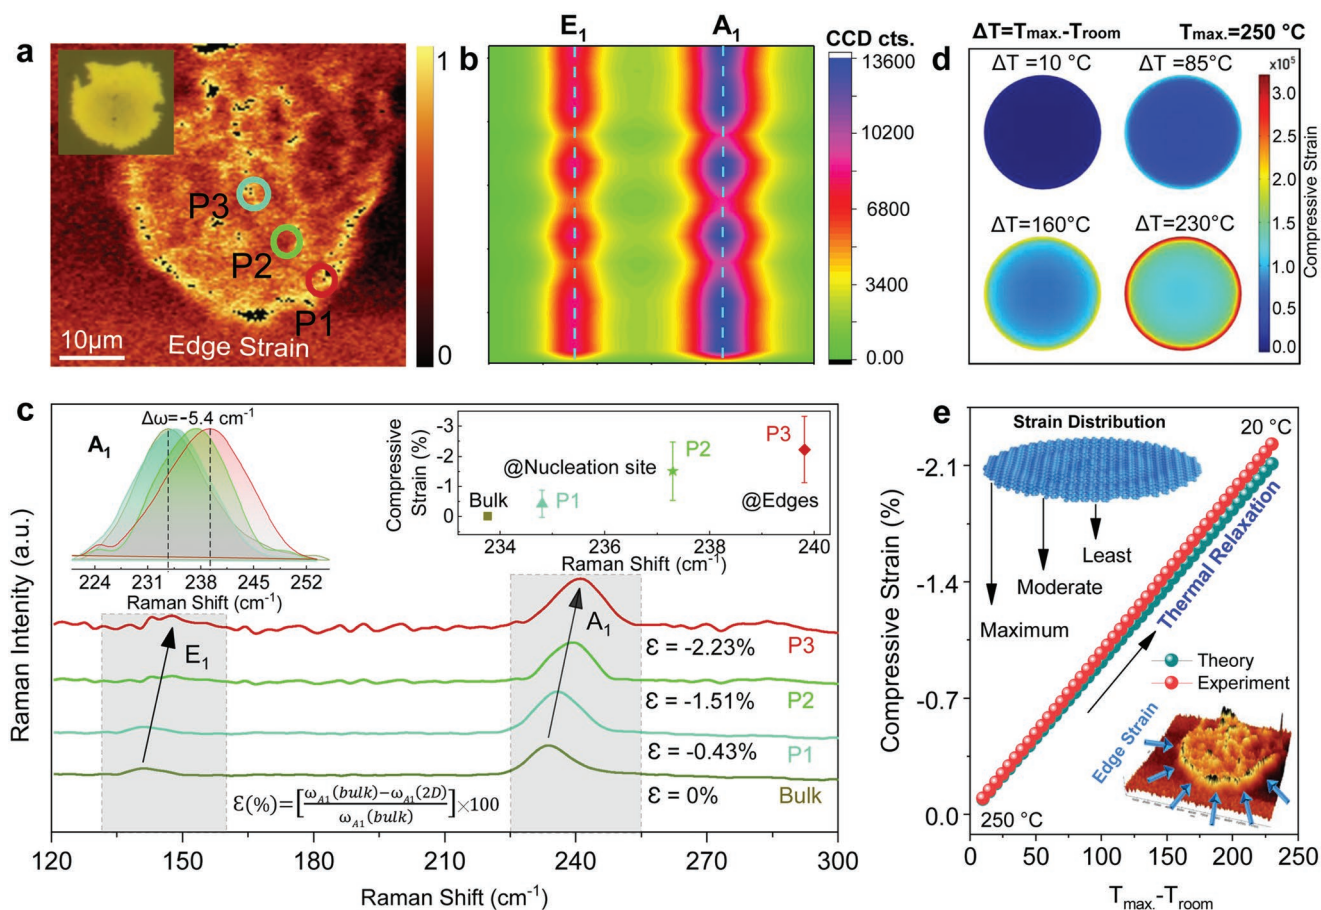 a
P3
P2
P1
10μm
Edge Strain
1
0
b
E₁
A₁
CCD cts.
13600
10200
6800
3400
0.00
d
ΔT=Tmax.-Troom
Tmax.=250 °C
ΔT =10 °C
ΔT =85°C
ΔT=160°C
ΔT=230°C
x10⁵
3.0
2.5
2.0
1.5
1.0
0.5
0.0
Compressive Strain
c
Δω=−5.4 cm⁻¹
A₁
220 231 238 245 252
Raman Shift (cm⁻¹)
Compressive
Strain (%)
-3
-2
-1
0
Bulk
@Nucleation site
P1
P2
P3
@Edges
234 236 238 240
Raman Shift (cm⁻¹)
E₁
A₁
Ɛ = -2.23%
P3
Ɛ = -1.51%
P2
Ɛ = -0.43%
P1
Ɛ = 0%
Bulk
Ɛ(%)=[(ω_A1(bulk)−ω_A1(2D))/ω_A1(bulk)]×100
Raman Intensity (a.u.)
120 150 180 210 240 270 300
Raman Shift (cm⁻¹)
e
Strain Distribution
20 °C
Least
Moderate
Maximum
Thermal Relaxation
Theory
Experiment
Edge Strain
250 °C
Compressive Strain (%)
-2.1
-1.4
-0.7
0.0
0 50 100 150 200 250
Tmax.-Troom